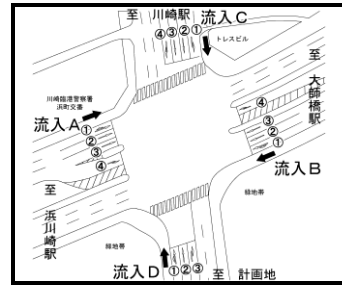 至 川崎駅
流入C
④③②①
トレスビル
至 大師橋駅
川崎臨港警察署
浜町交番
流入A
①
②
③
④
④
③
②
①
流入B
緑地帯
至 浜川崎駅
緑地帯
流入D
①②③
至 計画地